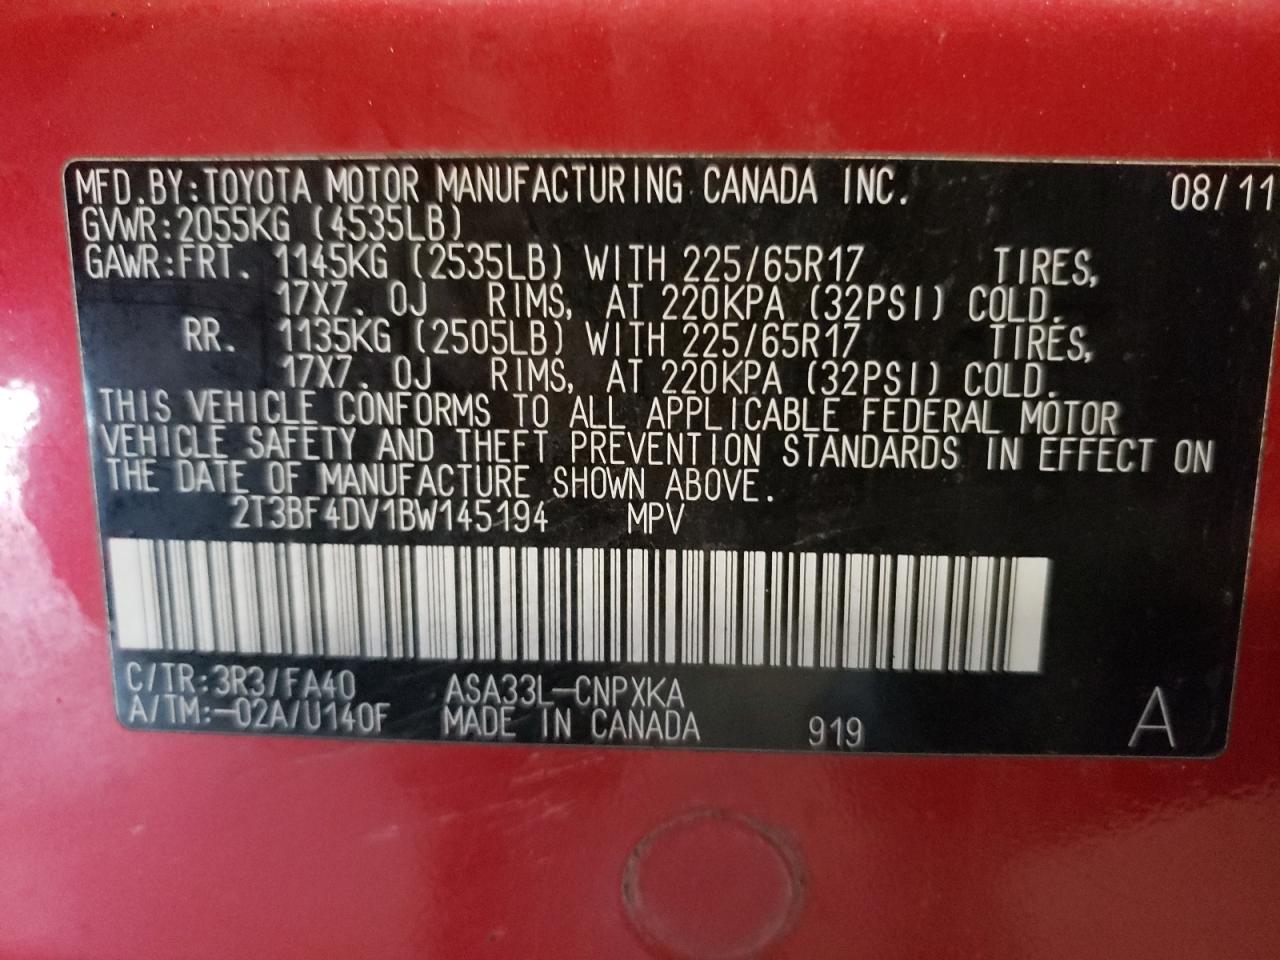 MFD.BY:TOYOTA MOTOR MANUFACTURING CANADA INC. 08/11
GVWR:2055KG (4535LB)
GAWR:FRT. 1145KG (2535LB) WITH 225/65R17 TIRES,
17X7.0J RIMS, AT 220KPA (32PSI) COLD.
RR. 1135KG (2505LB) WITH 225/65R17 TIRES,
17X7.0J RIMS, AT 220KPA (32PSI) COLD.
THIS VEHICLE CONFORMS TO ALL APPLICABLE FEDERAL MOTOR
VEHICLE SAFETY AND THEFT PREVENTION STANDARDS IN EFFECT ON
THE DATE OF MANUFACTURE SHOWN ABOVE.
2T3BF4DV1BW145194 MPV
C/TR:3R3/FA40 ASA33L-CNPXKA
A/TM:-02A/U140F MADE IN CANADA 919 A